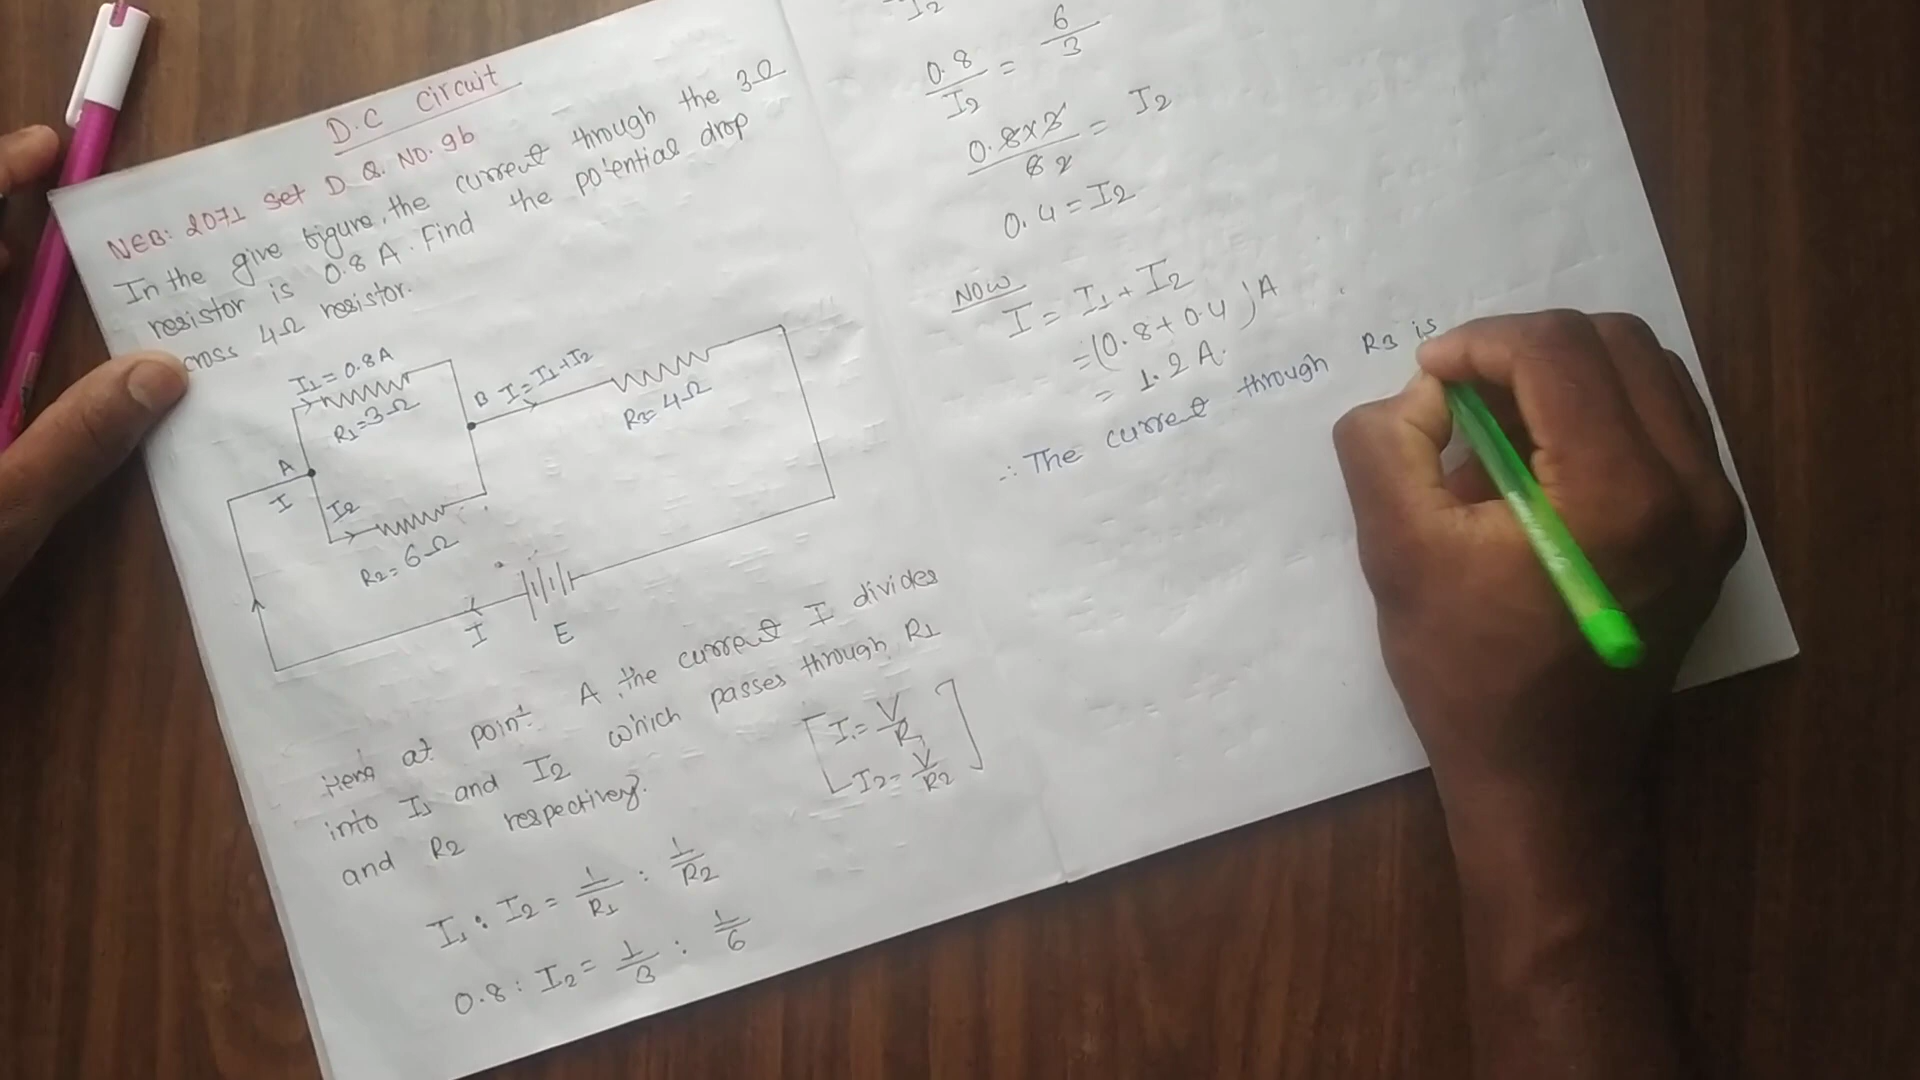 D.C Circuit
NEB: 2071 Set D Q. NO. 9b
In the give figure, the current through the 3Ω
resistor is 0.8 A. Find the potential drop
cross 4Ω resistor.
I1 = 0.8A
R1=3Ω
B I=I1+I2
R3=4Ω
A
I
I2
R2=6Ω
I
E
Here at point A, the current I divides
into I1 and I2 which passes through R1
and R2 respectively.
[I1=V/R1
I2=V/R2]
I1 : I2 = 1/R1 : 1/R2
0.8 : I2 = 1/3 : 1/6
I2
0.8/I2 = 6/3
0.8×3/6 2 = I2
0.4 = I2
Now
I = I1 + I2
=(0.8+0.4)A
= 1.2 A.
∴ The current through R3 is